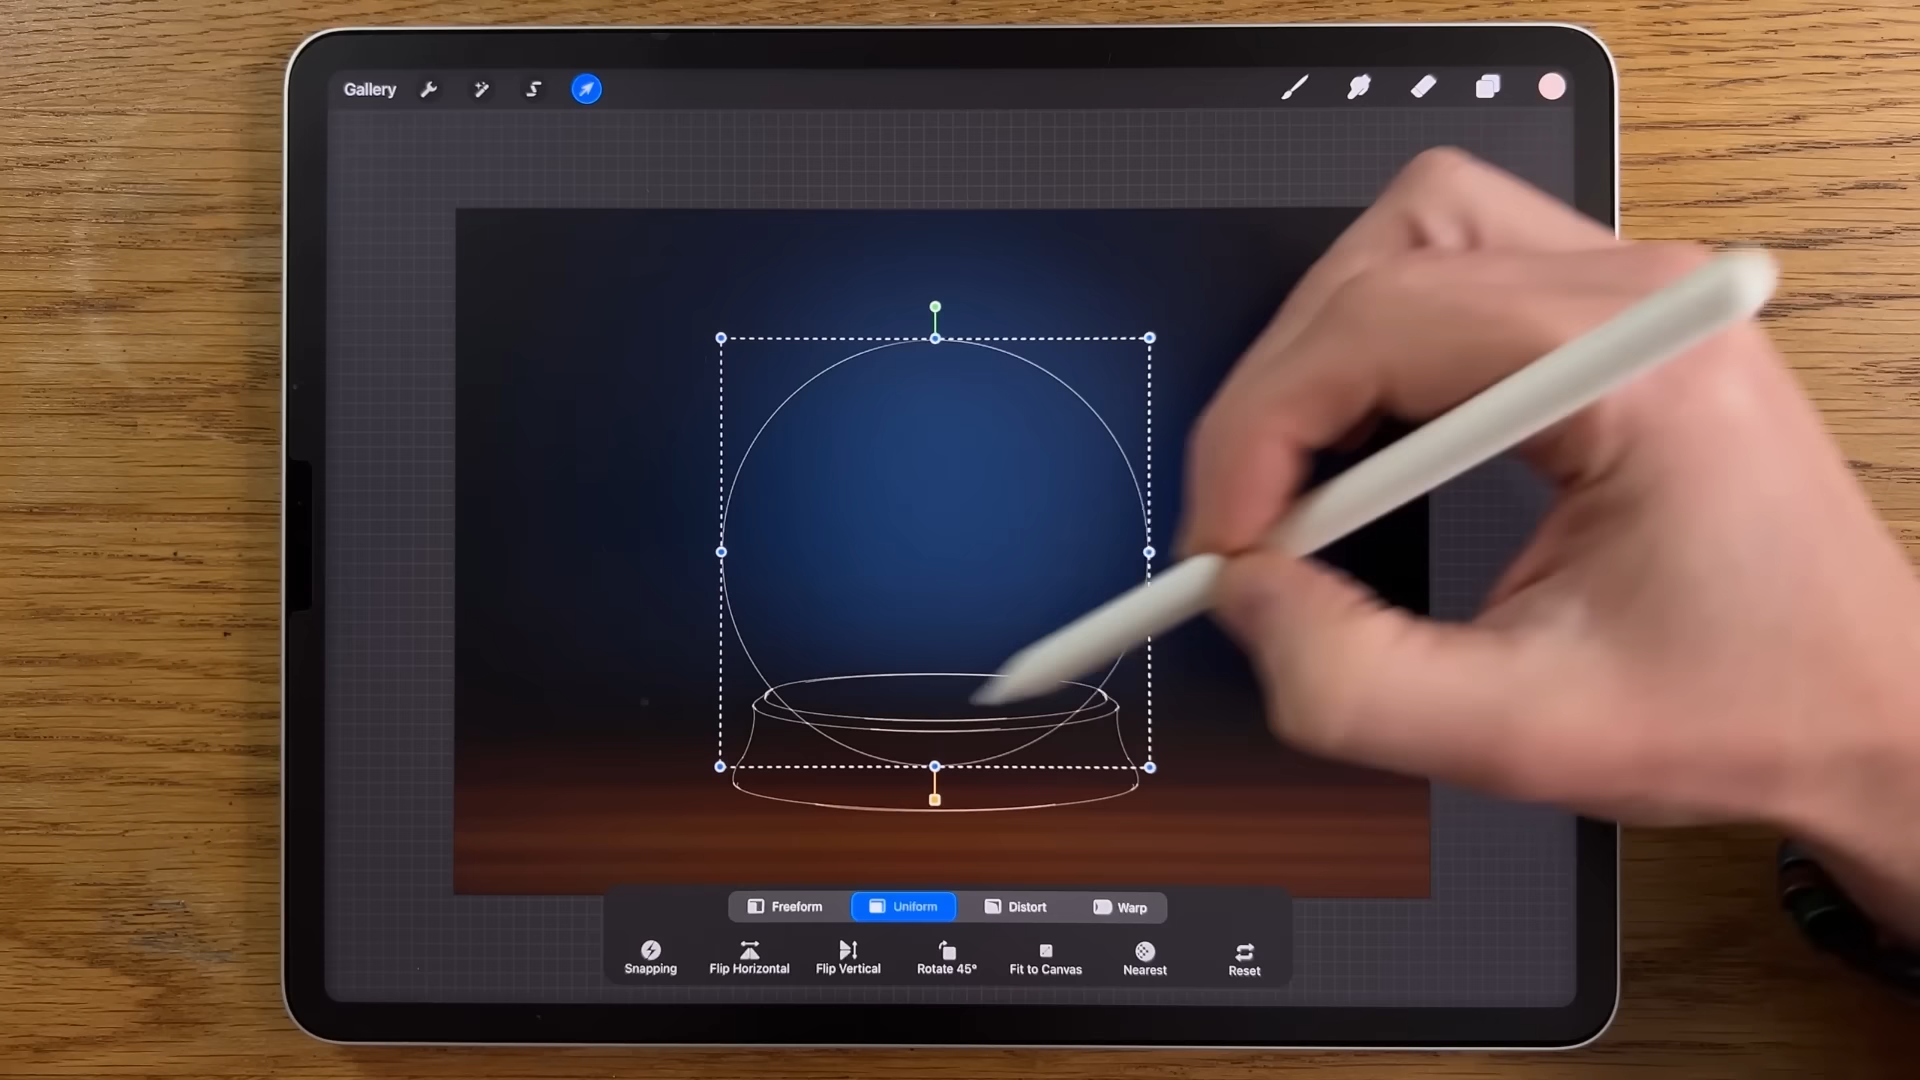 Gallery
Freeform Uniform Distort Warp
Snapping Flip Horizontal Flip Vertical Rotate 45° Fit to Canvas Nearest Reset